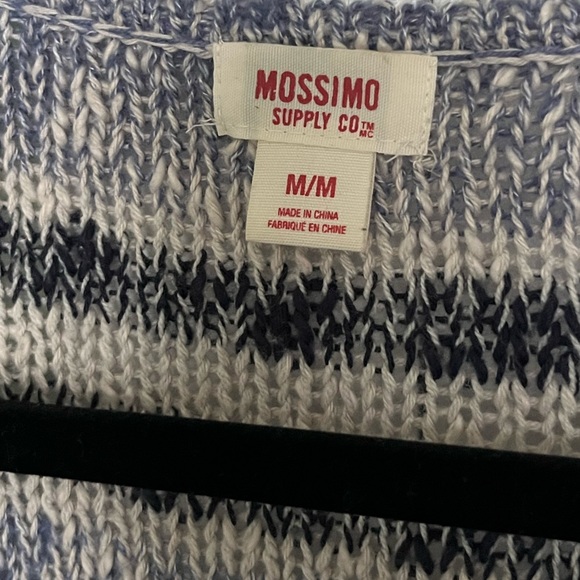 MOSSIMO
SUPPLY CO TM MC
M/M
MADE IN CHINA
FABRIQUÉ EN CHINE